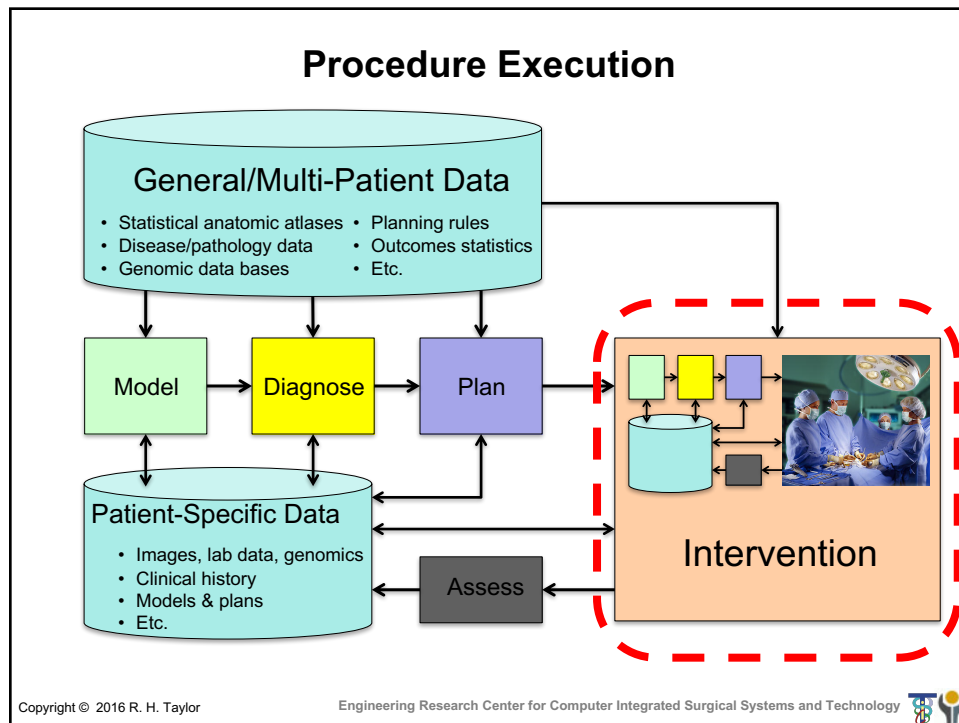 Procedure Execution
General/Multi-Patient Data
• Statistical anatomic atlases
• Disease/pathology data
• Genomic data bases
• Planning rules
• Outcomes statistics
• Etc.
Model
Diagnose
Plan
Patient-Specific Data
• Images, lab data, genomics
• Clinical history
• Models & plans
• Etc.
Assess
Intervention
Copyright © 2016 R. H. Taylor
Engineering Research Center for Computer Integrated Surgical Systems and Technology